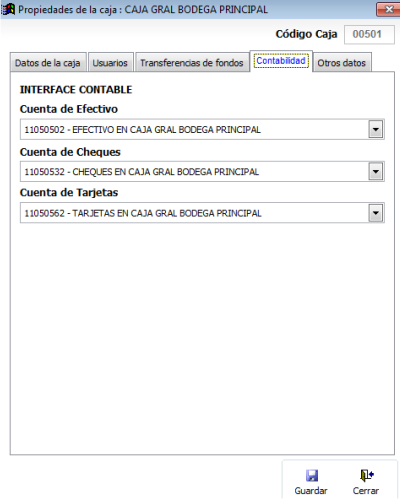 Propiedades de la caja : CAJA GRAL BODEGA PRINCIPAL
Código Caja 00501
Datos de la caja Usuarios Transferencias de fondos Contabilidad Otros datos
INTERFACE CONTABLE
Cuenta de Efectivo
11050502 - EFECTIVO EN CAJA GRAL BODEGA PRINCIPAL
Cuenta de Cheques
11050532 - CHEQUES EN CAJA GRAL BODEGA PRINCIPAL
Cuenta de Tarjetas
11050562 - TARJETAS EN CAJA GRAL BODEGA PRINCIPAL
Guardar Cerrar